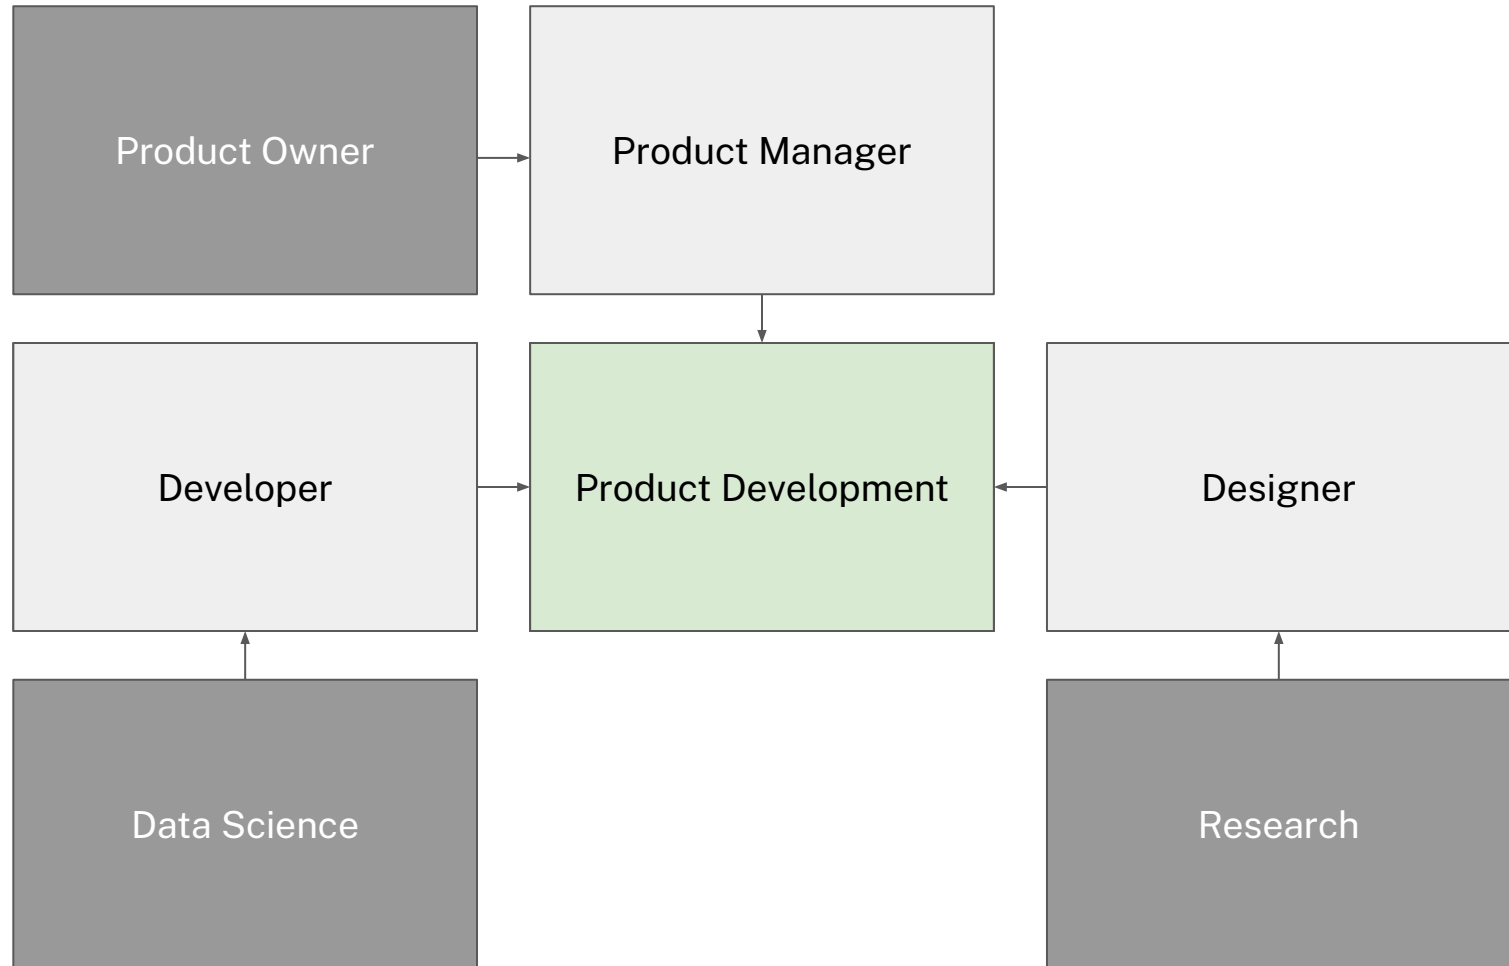 Product Owner
Product Manager
Developer
Product Development
Designer
Data Science
Research